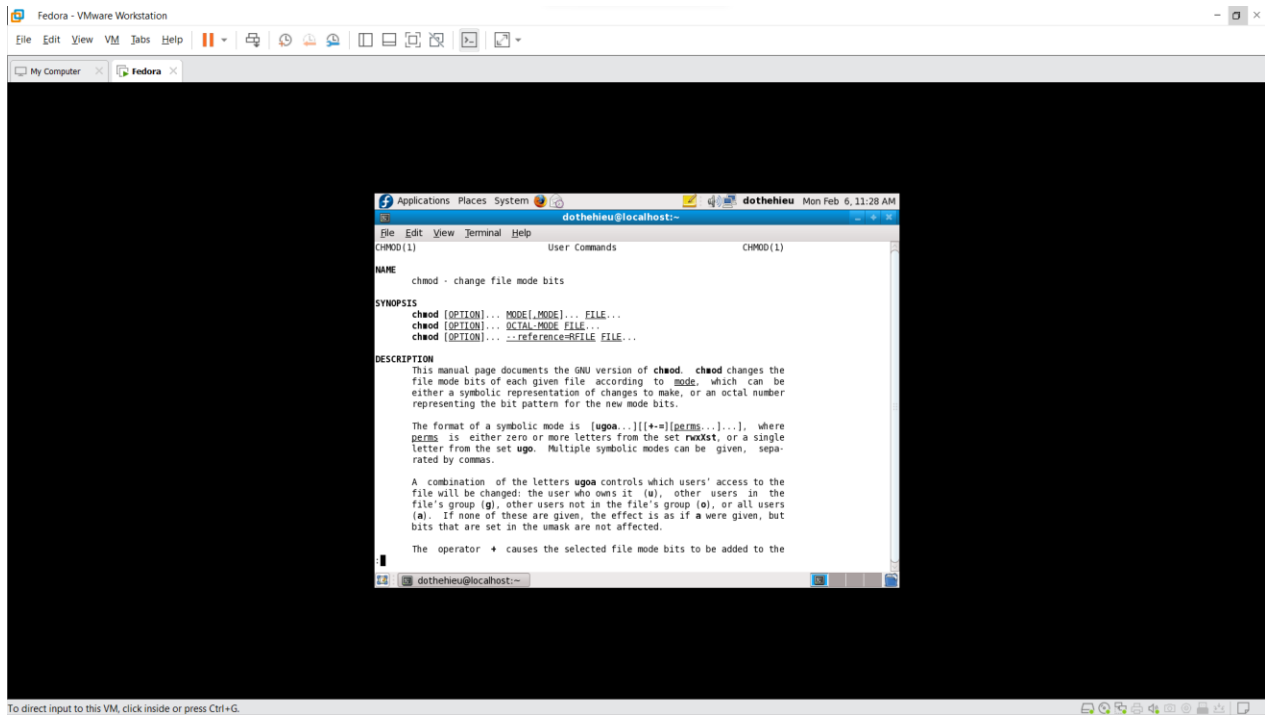 Fedora - VMware Workstation
File Edit View VM Tabs Help
My Computer Fedora
Applications Places System dothehieu Mon Feb 6, 11:28 AM
dothehieu@localhost:~
File Edit View Terminal Help
CHMOD(1) User Commands CHMOD(1)
NAME
chmod - change file mode bits
SYNOPSIS
chmod [OPTION]... MODE[,MODE]... FILE...
chmod [OPTION]... OCTAL-MODE FILE...
chmod [OPTION]... --reference=RFILE FILE...
DESCRIPTION
This manual page documents the GNU version of chmod. chmod changes the
file mode bits of each given file according to mode, which can be
either a symbolic representation of changes to make, or an octal number
representing the bit pattern for the new mode bits.
The format of a symbolic mode is [ugoa...][[+-=][perms...]...], where
perms is either zero or more letters from the set rwxXst, or a single
letter from the set ugo. Multiple symbolic modes can be given, sepa-
rated by commas.
A combination of the letters ugoa controls which users' access to the
file will be changed: the user who owns it (u), other users in the
file's group (g), other users not in the file's group (o), or all users
(a). If none of these are given, the effect is as if a were given, but
bits that are set in the umask are not affected.
The operator + causes the selected file mode bits to be added to the
:
dothehieu@localhost:~
To direct input to this VM, click inside or press Ctrl+G.